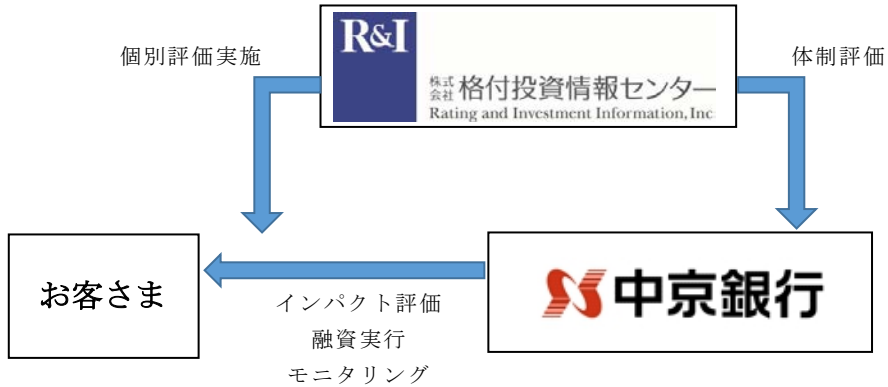 R&I
個別評価実施
体制評価
株式会社 格付投資情報センター
Rating and Investment Information, Inc
お客さま
中京銀行
インパクト評価
融資実行
モニタリング